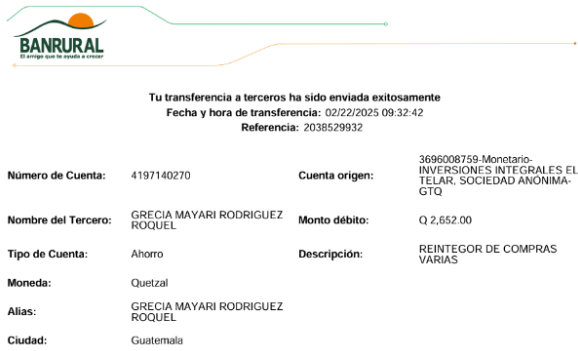 BANRURAL
El amigo que te ayuda a crecer
Tu transferencia a terceros ha sido enviada exitosamente
Fecha y hora de transferencia: 02/22/2025 09:32:42
Referencia: 2038529932
Número de Cuenta: 4197140270
Cuenta origen: 3696008759-Monetario-
INVERSIONES INTEGRALES EL
TELAR, SOCIEDAD ANÓNIMA-
GTQ
Nombre del Tercero: GRECIA MAYARI RODRIGUEZ
ROQUEL
Monto débito: Q 2,652.00
Tipo de Cuenta: Ahorro
Descripción: REINTEGOR DE COMPRAS
VARIAS
Moneda: Quetzal
Alias: GRECIA MAYARI RODRIGUEZ
ROQUEL
Ciudad: Guatemala